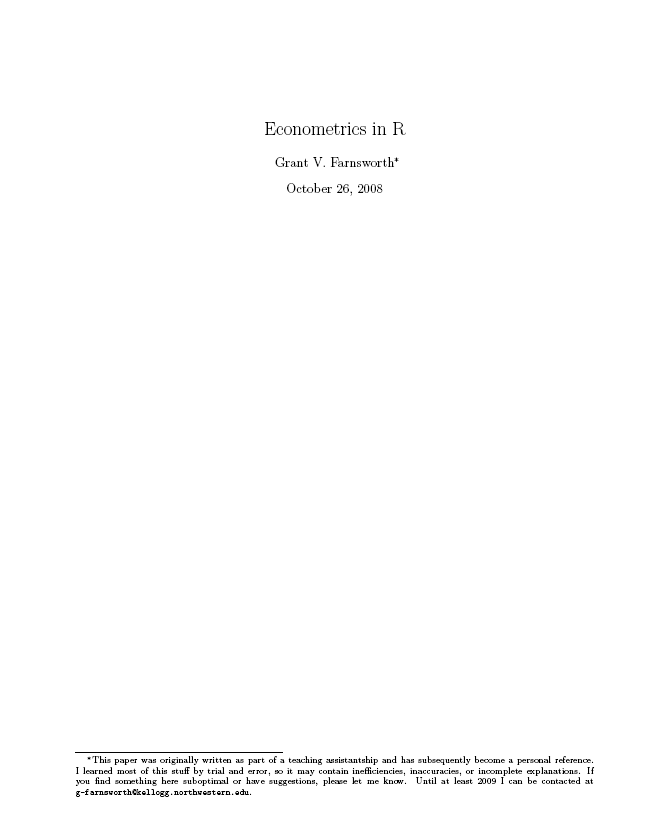 Econometrics in R
Grant V. Farnsworth*
October 26, 2008
*This paper was originally written as part of a teaching assistantship and has subsequently become a personal reference.
I learned most of this stuff by trial and error, so it may contain inefficiencies, inaccuracies, or incomplete explanations. If
you find something here suboptimal or have suggestions, please let me know. Until at least 2009 I can be contacted at
g-farnsworth@kellogg.northwestern.edu.